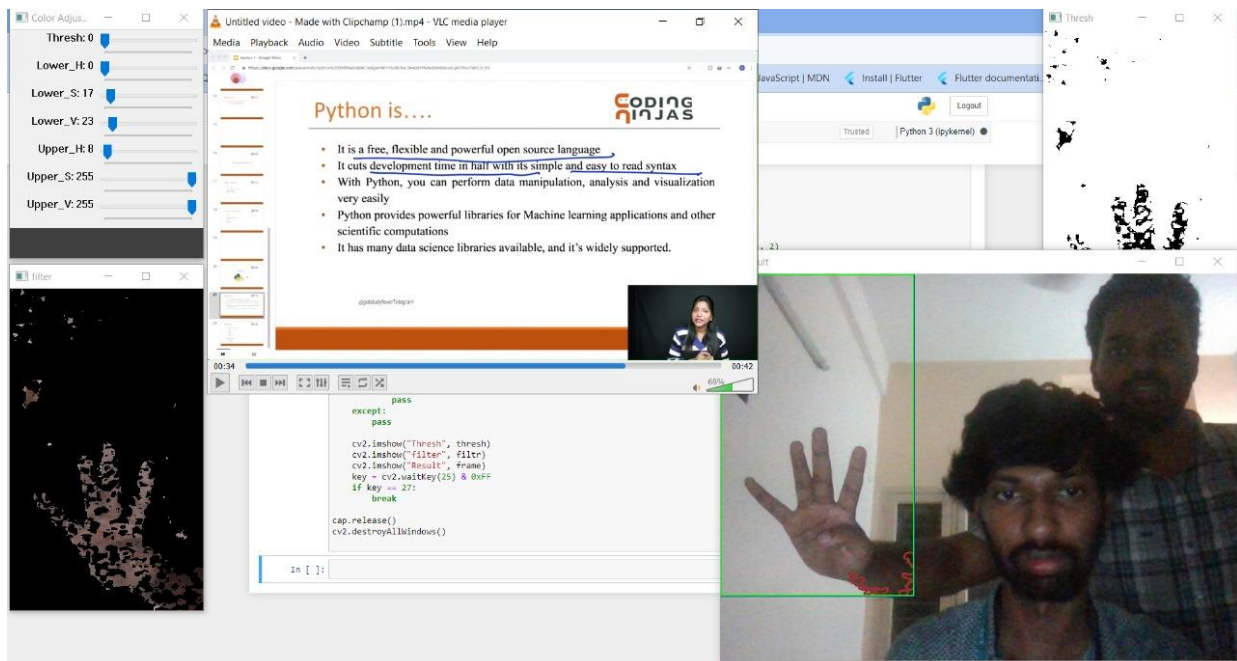 Color Adjus..
Thresh: 0
Lower_H: 0
Lower_S: 17
Lower_V: 23
Upper_H: 8
Upper_S: 255
Upper_V: 255
Untitled video - Made with Clipchamp (1).mp4 - VLC media player
Media Playback Audio Video Subtitle Tools View Help
Python is....
CODING
NINJAS
• It is a free, flexible and powerful open source language
• It cuts development time in half with its simple and easy to read syntax
• With Python, you can perform data manipulation, analysis and visualization
very easily
• Python provides powerful libraries for Machine learning applications and other
scientific computations
• It has many data science libraries available, and it's widely supported.
00:34
00:42
68%
JavaScript | MDN
Install | Flutter
Flutter documentati..
Logout
Trusted
Python 3 (ipykernel)
, 2)
Thresh
filter
ult
pass
except:
pass
cv2.imshow("Thresh", thresh)
cv2.imshow("filter", filtr)
cv2.imshow("Result", frame)
key = cv2.waitKey(25) & 0xFF
if key == 27:
break
cap.release()
cv2.destroyAllWindows()
In [ ]: